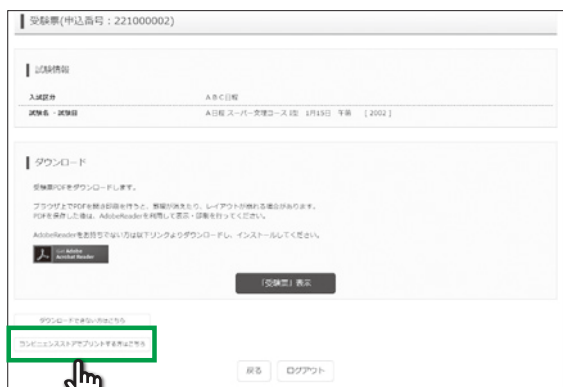 受験票(申込番号：221000002)
試験情報
入試区分 ABC日程
試験名・試験日 A日程 スーパー文理コース Ⅰ型 1月15日 午前 [ 2002 ]
ダウンロード
受験票PDFをダウンロードします。
ブラウザ上でPDFを開き印刷を行うと、罫線が消えたり、レイアウトが崩れる場合があります。
PDFを保存した後は、AdobeReaderを利用して表示・印刷を行ってください。
AdobeReaderをお持ちでない方は以下リンクよりダウンロードし、インストールしてください。
Get Adobe
Acrobat Reader
「受験票」表示
ダウンロードできない方はこちら
コンビニエンスストアでプリントする方はこちら
戻る ログアウト